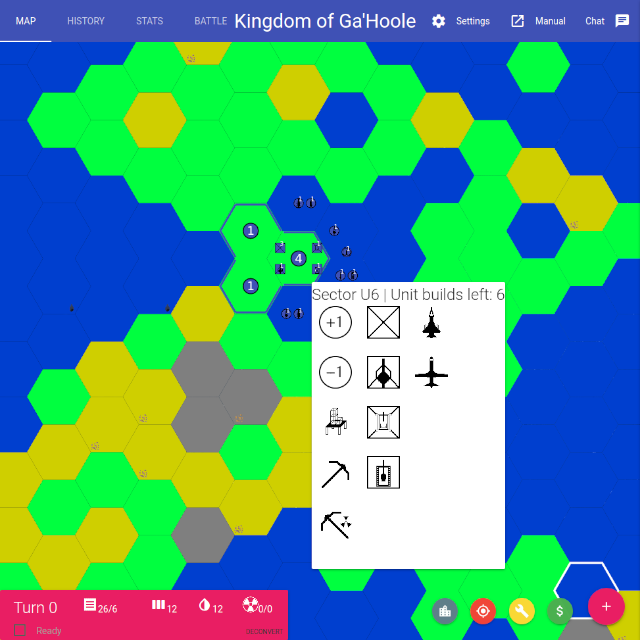 MAP HISTORY STATS BATTLE Kingdom of Ga'Hoole Settings Manual Chat
1
4
1
Sector U6 | Unit builds left: 6
+1
−1
Turn 0 26/6 12 12 0/0
Ready
$ +